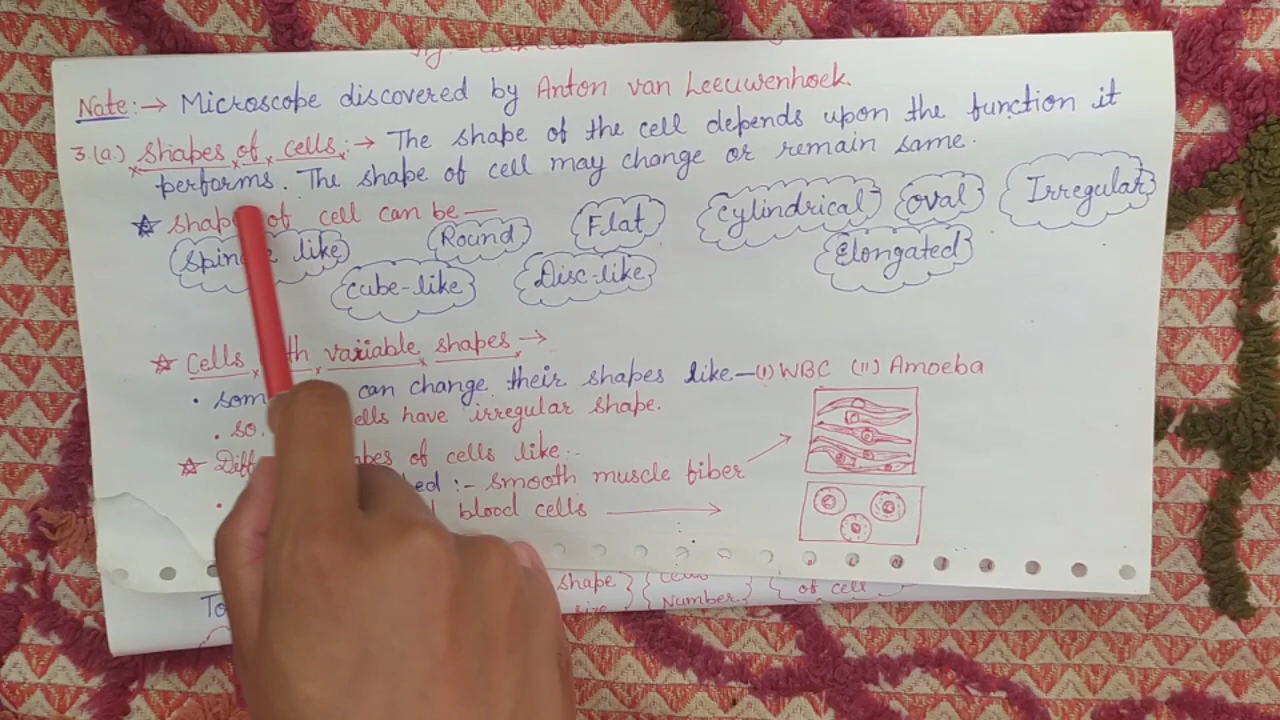 Note:→ Microscope discovered by Anton van Leeuwenhoek.
3.(a.) Shapes of cells:→ The shape of the cell depends upon the function it
performs. The shape of cell may change or remain same.
☆ Shape of cell can be —
Round Flat Cylindrical oval Irregular
like Cube-like Disc-like Elongated
☆ Cells variable shapes →
• can change their shapes like—(i) WBC (ii) Amoeba
• have irregular shape.
☆ of cells like:-
:- smooth muscle fiber
• blood cells →
shape
Number
of cell